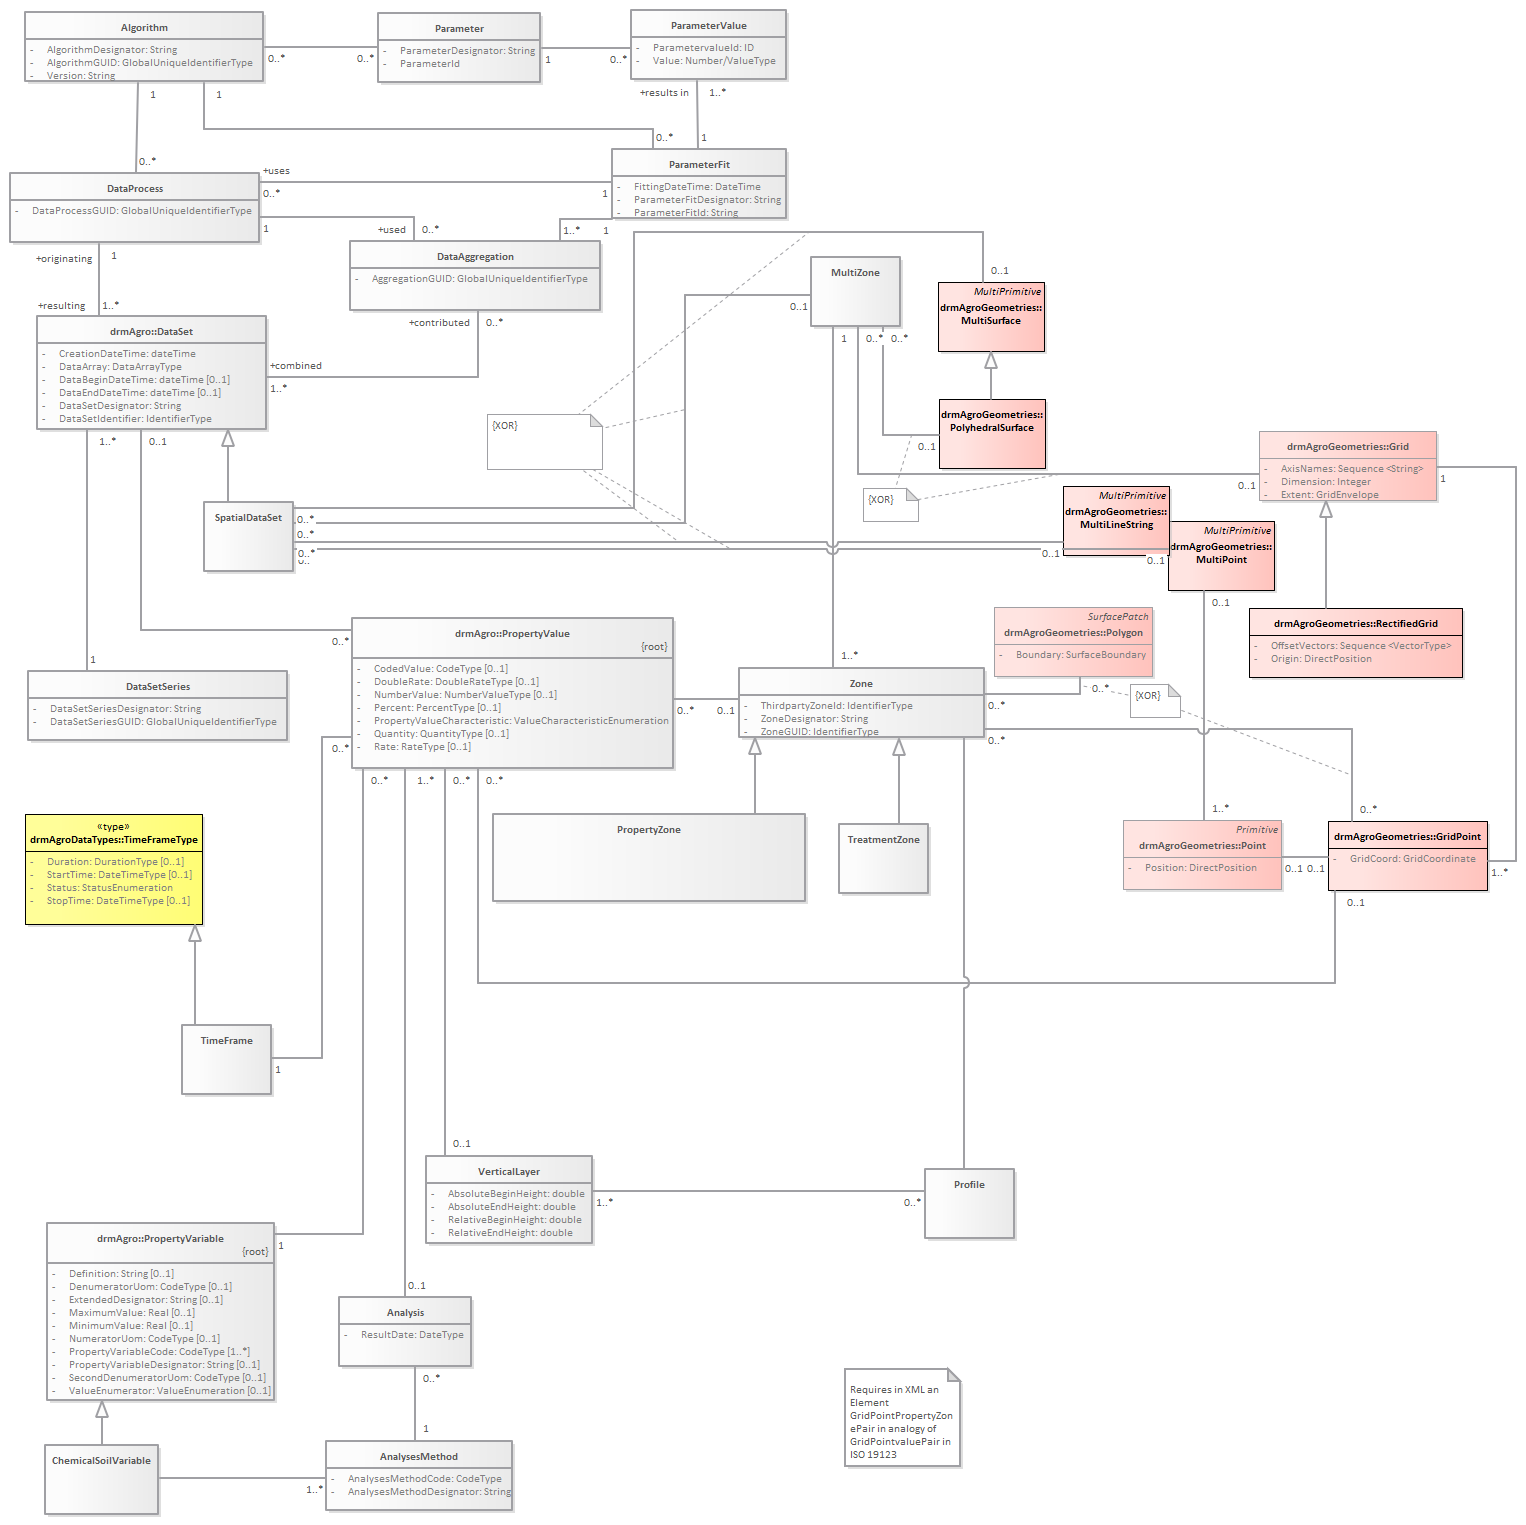 Algorithm
- AlgorithmDesignator: String
- AlgorithmGUID: GlobalUniqueIdentifierType
- Version: String
Parameter
- ParameterDesignator: String
- ParameterId
ParameterValue
- ParametervalueId: ID
- Value: Number/ValueType
0..*
0..*
1
0..*
1
1
+results in
1..*
0..*
1
0..*
ParameterFit
- FittingDateTime: DateTime
- ParameterFitDesignator: String
- ParameterFitId: String
DataProcess
- DataProcessGUID: GlobalUniqueIdentifierType
+uses
0..*
1
1
+used
0..*
1..*
1
DataAggregation
- AggregationGUID: GlobalUniqueIdentifierType
+originating
1
+resulting
1..*
+contributed
0..*
+combined
1..*
drmAgro::DataSet
- CreationDateTime: dateTime
- DataArray: DataArrayType
- DataBeginDateTime: dateTime [0..1]
- DataEndDateTime: dateTime [0..1]
- DataSetDesignator: String
- DataSetIdentifier: IdentifierType
MultiZone
0..1
1
0..*
0..*
0..1
MultiPrimitive
drmAgroGeometries::
MultiSurface
drmAgroGeometries::
PolyhedralSurface
0..1
{XOR}
{XOR}
drmAgroGeometries::Grid
- AxisNames: Sequence <String>
- Dimension: Integer
- Extent: GridEnvelope
0..1
1
1..*
0..1
SpatialDataSet
0..*
0..*
0..*
0..
MultiPrimitive
drmAgroGeometries::
MultiLineString
0..1
MultiPrimitive
drmAgroGeometries::
MultiPoint
0..1
0..1
drmAgroGeometries::RectifiedGrid
- OffsetVectors: Sequence <VectorType>
- Origin: DirectPosition
SurfacePatch
drmAgroGeometries::Polygon
- Boundary: SurfaceBoundary
0..*
{XOR}
drmAgro::PropertyValue
{root}
- CodedValue: CodeType [0..1]
- DoubleRate: DoubleRateType [0..1]
- NumberValue: NumberValueType [0..1]
- Percent: PercentType [0..1]
- PropertyValueCharacteristic: ValueCharacteristicEnumeration
- Quantity: QuantityType [0..1]
- Rate: RateType [0..1]
0..*
1
DataSetSeries
- DataSetSeriesDesignator: String
- DataSetSeriesGUID: GlobalUniqueIdentifierType
1..*
Zone
- ThirdpartyZoneId: IdentifierType
- ZoneDesignator: String
- ZoneGUID: IdentifierType
0..*
0..1
0..*
0..*
0..*
0..*
1..*
0..*
0..*
PropertyZone
TreatmentZone
1..*
0..*
Primitive
drmAgroGeometries::Point
- Position: DirectPosition
0..1
0..1
drmAgroGeometries::GridPoint
- GridCoord: GridCoordinate
1..*
0..1
«type»
drmAgroDataTypes::TimeFrameType
- Duration: DurationType [0..1]
- StartTime: DateTimeType [0..1]
- Status: StatusEnumeration
- StopTime: DateTimeType [0..1]
TimeFrame
1
0..1
VerticalLayer
- AbsoluteBeginHeight: double
- AbsoluteEndHeight: double
- RelativeBeginHeight: double
- RelativeEndHeight: double
1..*
0..*
Profile
drmAgro::PropertyVariable
{root}
- Definition: String [0..1]
- DenumeratorUom: CodeType [0..1]
- ExtendedDesignator: String [0..1]
- MaximumValue: Real [0..1]
- MinimumValue: Real [0..1]
- NumeratorUom: CodeType [0..1]
- PropertyVariableCode: CodeType [1..*]
- PropertyVariableDesignator: String [0..1]
- SecondDenumeratorUom: CodeType [0..1]
- ValueEnumerator: ValueEnumeration [0..1]
1
0..1
Analysis
- ResultDate: DateType
0..*
1
ChemicalSoilVariable
1..*
AnalysesMethod
- AnalysesMethodCode: CodeType
- AnalysesMethodDesignator: String
Requires in XML an
Element
GridPointPropertyZon
ePair in analogy of
GridPointvaluePair in
ISO 19123